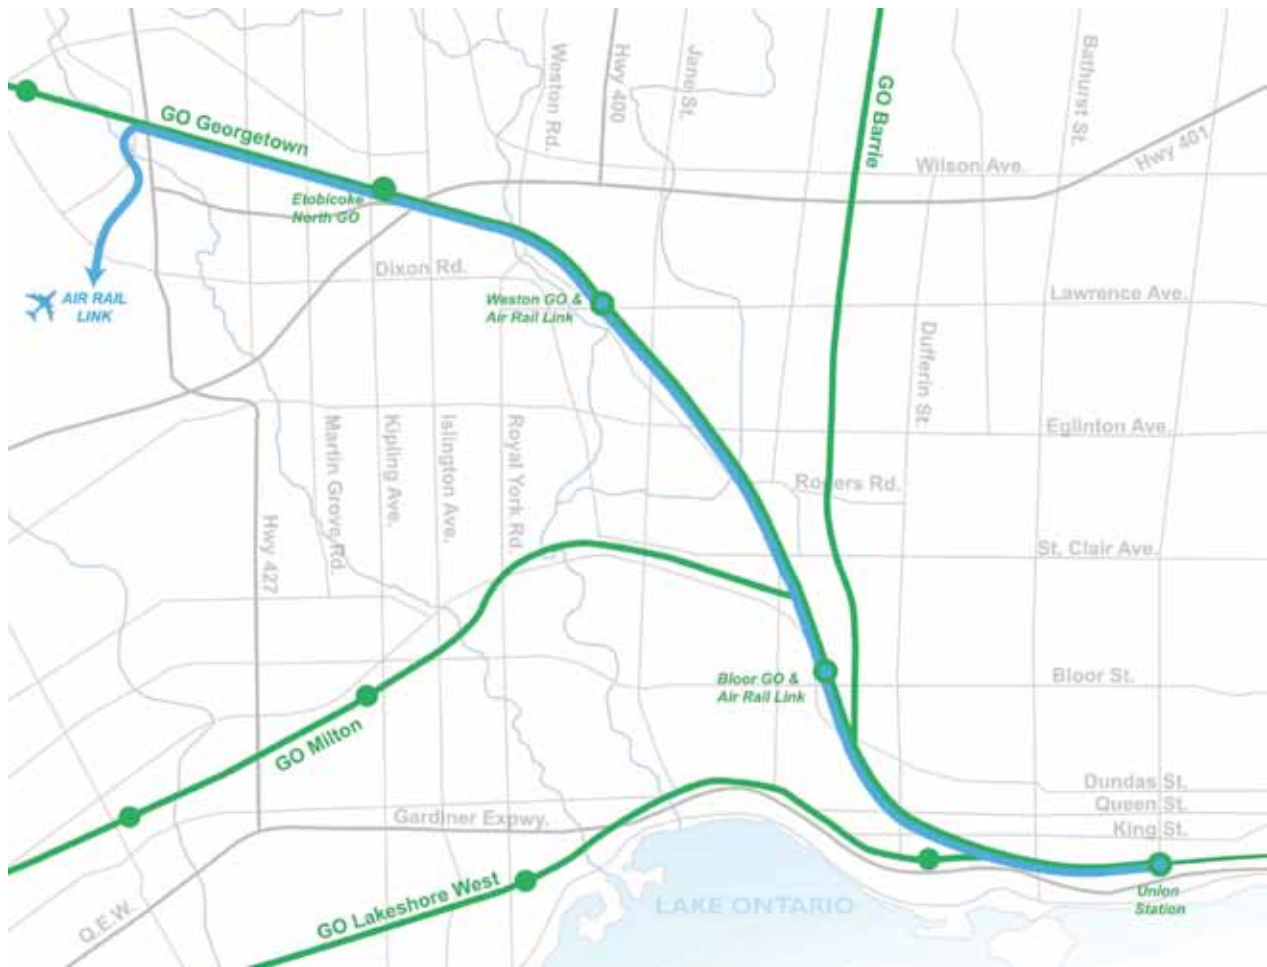 Weston Rd.
Hwy 400
Jane St.
GO Barrie
Bathurst St.
Hwy 401
GO Georgetown
Wilson Ave.
Etobicoke
North GO
Dixon Rd.
AIR RAIL
LINK
Weston GO &
Air Rail Link
Lawrence Ave.
Dufferin St.
Eglinton Ave.
Martin Grove Rd.
Kipling Ave.
Islington Ave.
Royal York Rd.
Rogers Rd.
Hwy 427
St. Clair Ave.
Bloor GO &
Air Rail Link
Bloor St.
GO Milton
Dundas St.
Queen St.
King St.
Gardiner Expwy.
GO Lakeshore West
Q.E.W.
LAKE ONTARIO
Union
Station